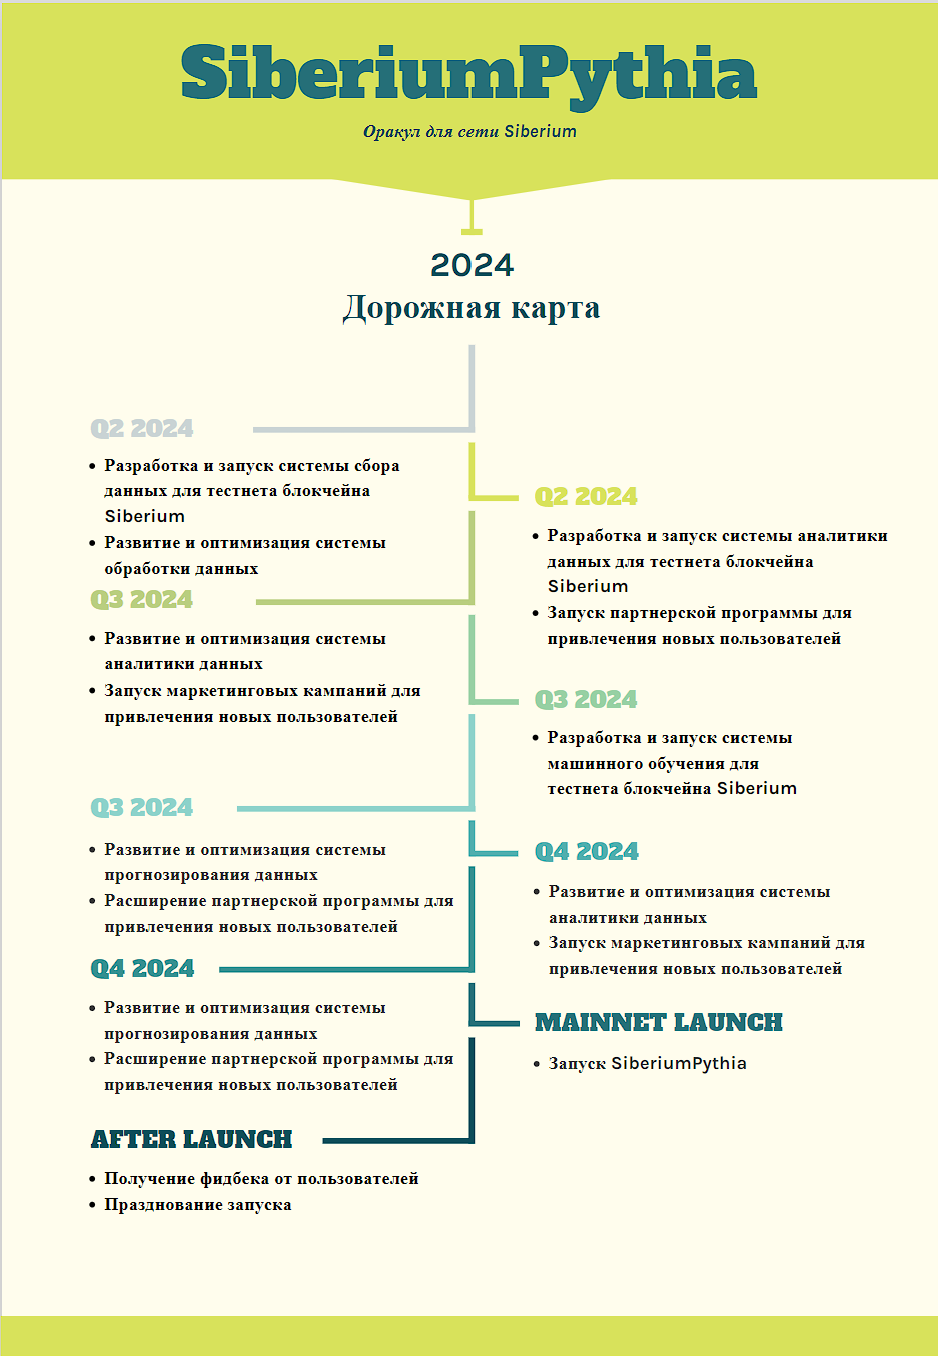 SiberiumPythia
Оракул для сети Siberium
2024
Дорожная карта
Q2 2024
• Разработка и запуск системы сбора
данных для тестнета блокчейна
Siberium
• Развитие и оптимизация системы
обработки данных
Q2 2024
• Разработка и запуск системы аналитики
данных для тестнета блокчейна
Siberium
• Запуск партнерской программы для
привлечения новых пользователей
Q3 2024
• Развитие и оптимизация системы
аналитики данных
• Запуск маркетинговых кампаний для
привлечения новых пользователей
Q3 2024
• Разработка и запуск системы
машинного обучения для
тестнета блокчейна Siberium
Q3 2024
• Развитие и оптимизация системы
прогнозирования данных
• Расширение партнерской программы для
привлечения новых пользователей
Q4 2024
• Развитие и оптимизация системы
аналитики данных
• Запуск маркетинговых кампаний для
привлечения новых пользователей
Q4 2024
• Развитие и оптимизация системы
прогнозирования данных
• Расширение партнерской программы для
привлечения новых пользователей
MAINNET LAUNCH
• Запуск SiberiumPythia
AFTER LAUNCH
• Получение фидбека от пользователей
• Празднование запуска